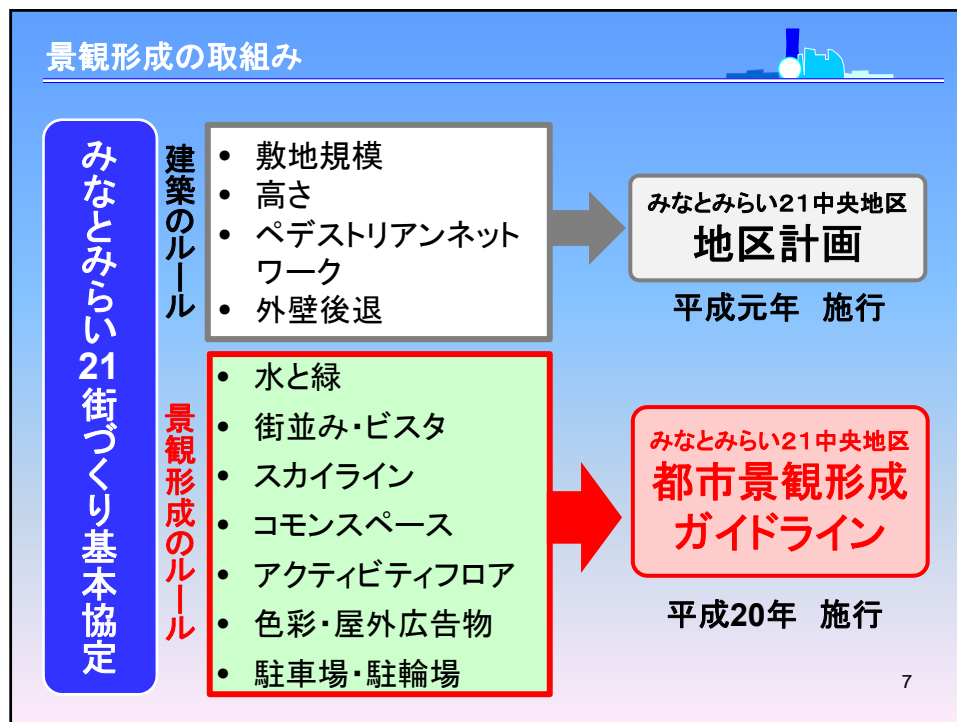 景観形成の取組み
みなとみらい21街づくり基本協定
建築のルール
• 敷地規模
• 高さ
• ペデストリアンネット
ワーク
• 外壁後退
みなとみらい21中央地区
地区計画
平成元年　施行
景観形成のルール
• 水と緑
• 街並み・ビスタ
• スカイライン
• コモンスペース
• アクティビティフロア
• 色彩・屋外広告物
• 駐車場・駐輪場
みなとみらい21中央地区
都市景観形成
ガイドライン
平成20年　施行
7